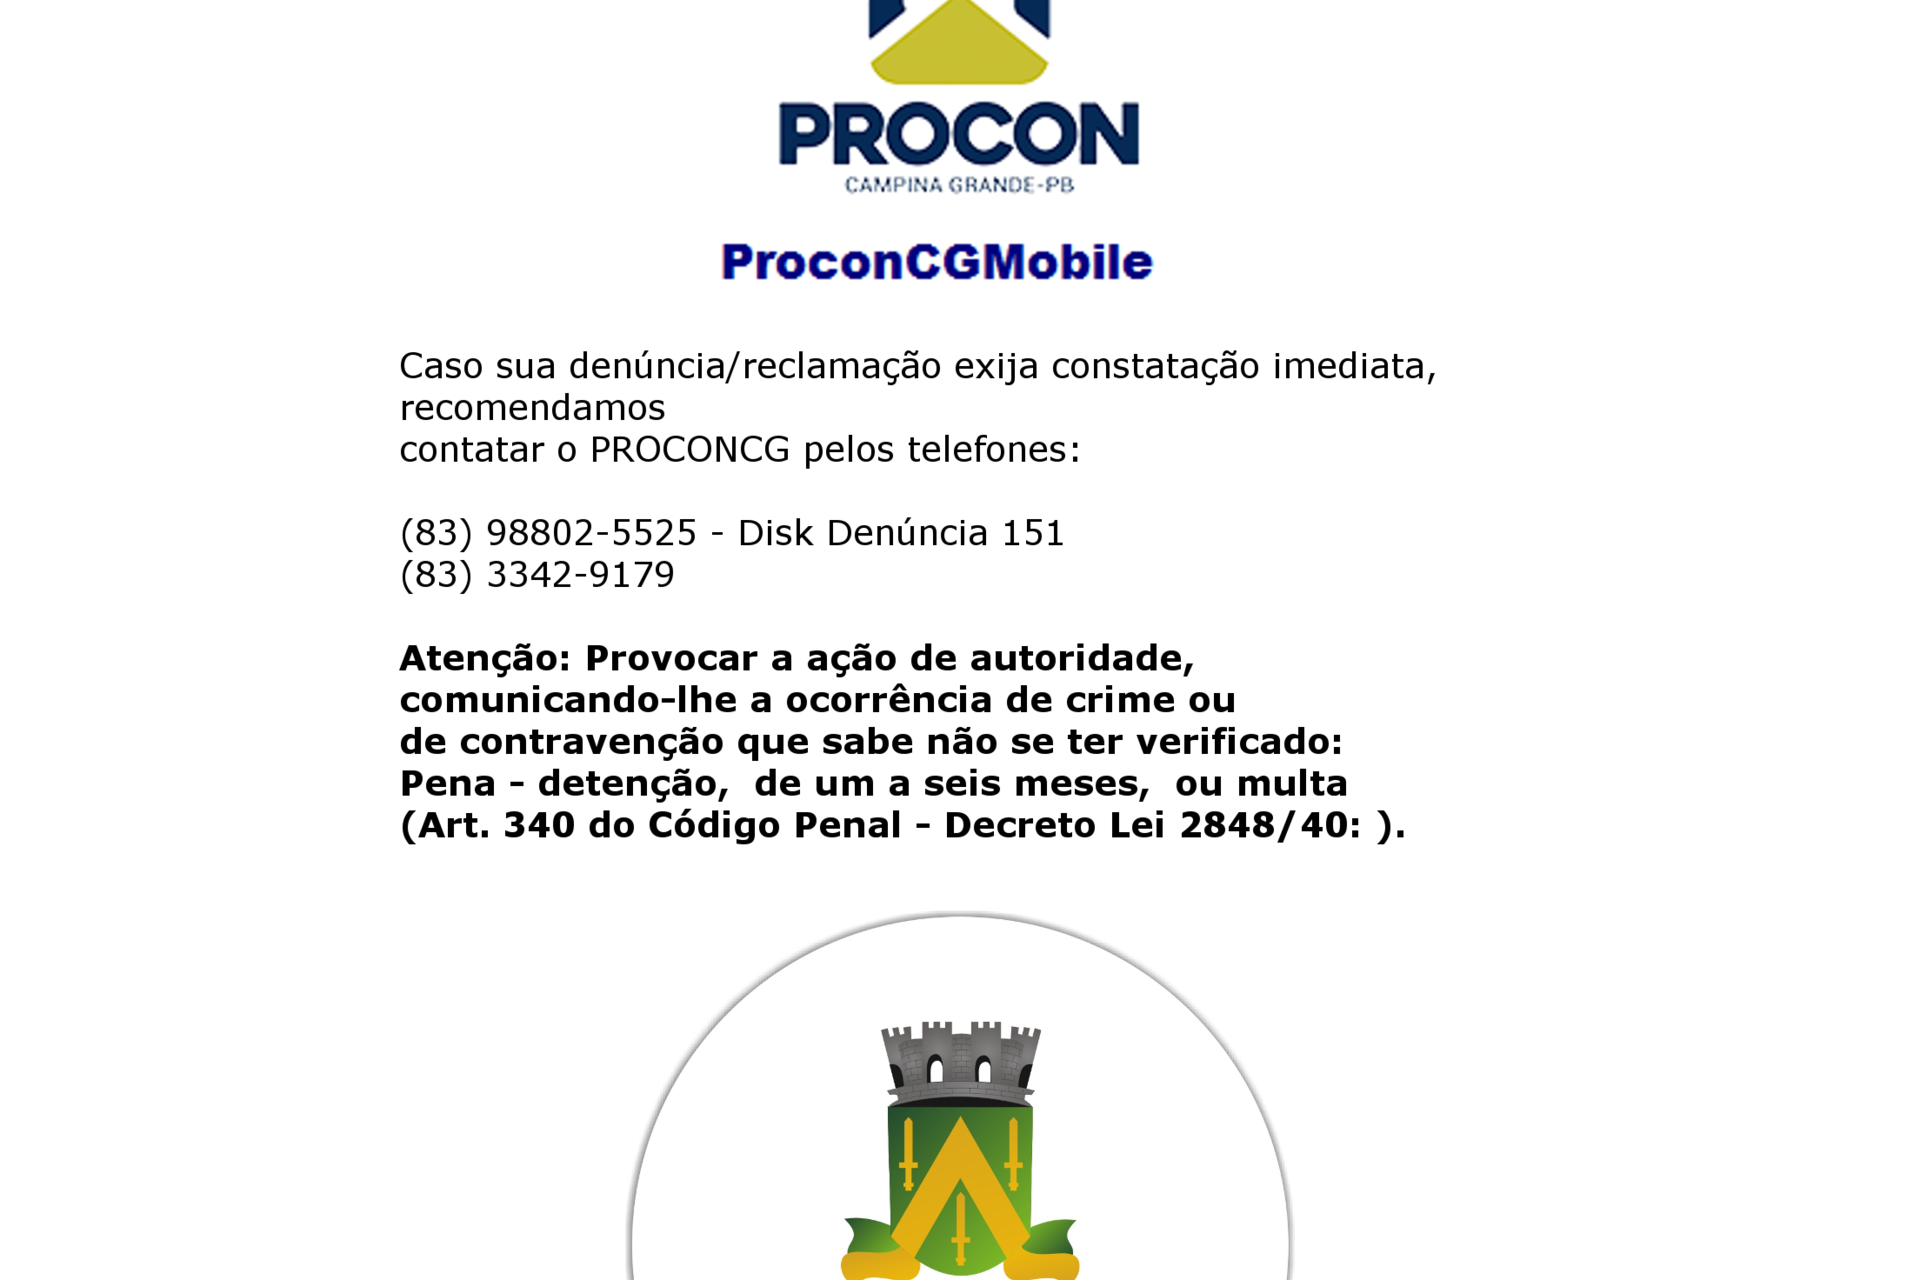 PROCON
CAMPINA GRANDE-PB
ProconCGMobile
Caso sua denúncia/reclamação exija constatação imediata,
recomendamos
contatar o PROCONCG pelos telefones:
(83) 98802-5525 - Disk Denúncia 151
(83) 3342-9179
Atenção: Provocar a ação de autoridade,
comunicando-lhe a ocorrência de crime ou
de contravenção que sabe não se ter verificado:
Pena - detenção,  de um a seis meses,  ou multa
(Art. 340 do Código Penal - Decreto Lei 2848/40: ).